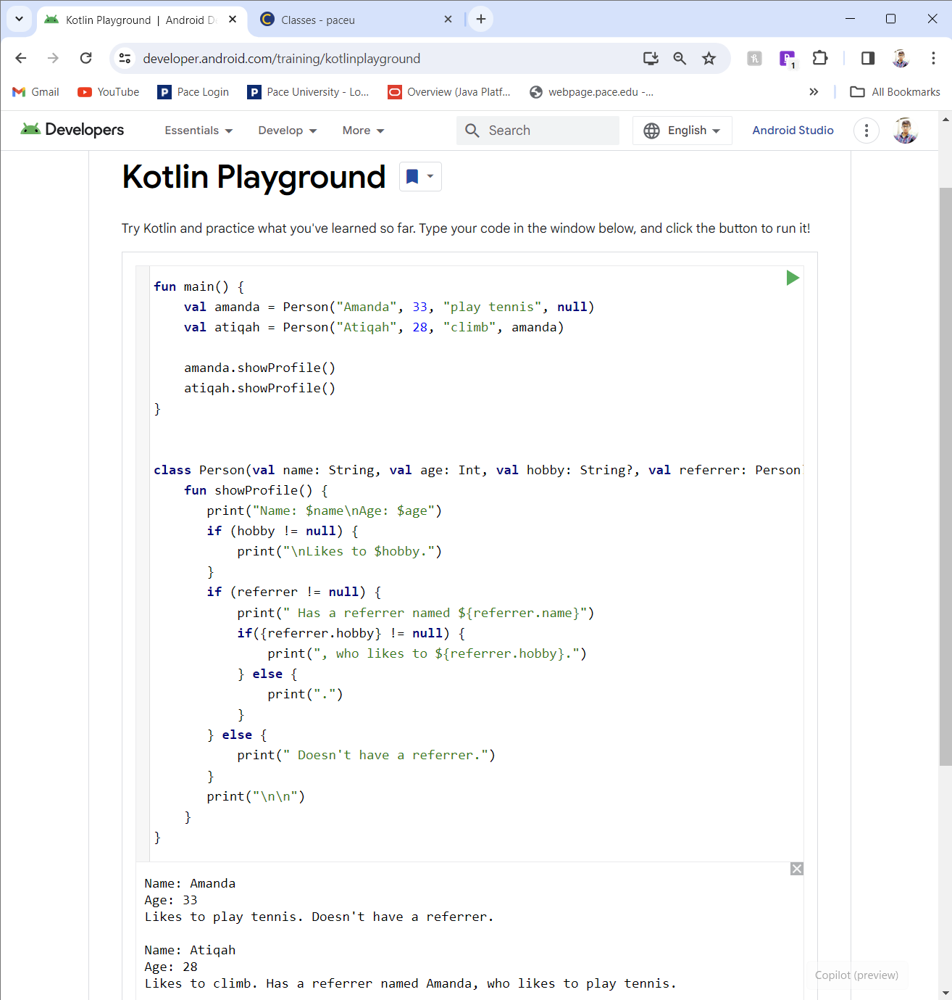 Kotlin Playground | Android De
Classes - paceu
developer.android.com/training/kotlinplayground
1
Gmail YouTube Pace Login Pace University - Lo... Overview (Java Platf... webpage.pace.edu -... All Bookmarks
Developers Essentials Develop More Search English Android Studio
Kotlin Playground
Try Kotlin and practice what you've learned so far. Type your code in the window below, and click the button to run it!
fun main() {
    val amanda = Person("Amanda", 33, "play tennis", null)
    val atiqah = Person("Atiqah", 28, "climb", amanda)
    amanda.showProfile()
    atiqah.showProfile()
}
class Person(val name: String, val age: Int, val hobby: String?, val referrer: Person?
    fun showProfile() {
       print("Name: $name\nAge: $age")
       if (hobby != null) {
           print("\nLikes to $hobby.")
       }
       if (referrer != null) {
           print(" Has a referrer named ${referrer.name}")
           if({referrer.hobby} != null) {
               print(", who likes to ${referrer.hobby}.")
           } else {
               print(".")
           }
       } else {
           print(" Doesn't have a referrer.")
       }
       print("\n\n")
    }
}
Name: Amanda
Age: 33
Likes to play tennis. Doesn't have a referrer.
Name: Atiqah
Age: 28
Likes to climb. Has a referrer named Amanda, who likes to play tennis.
Copilot (preview)